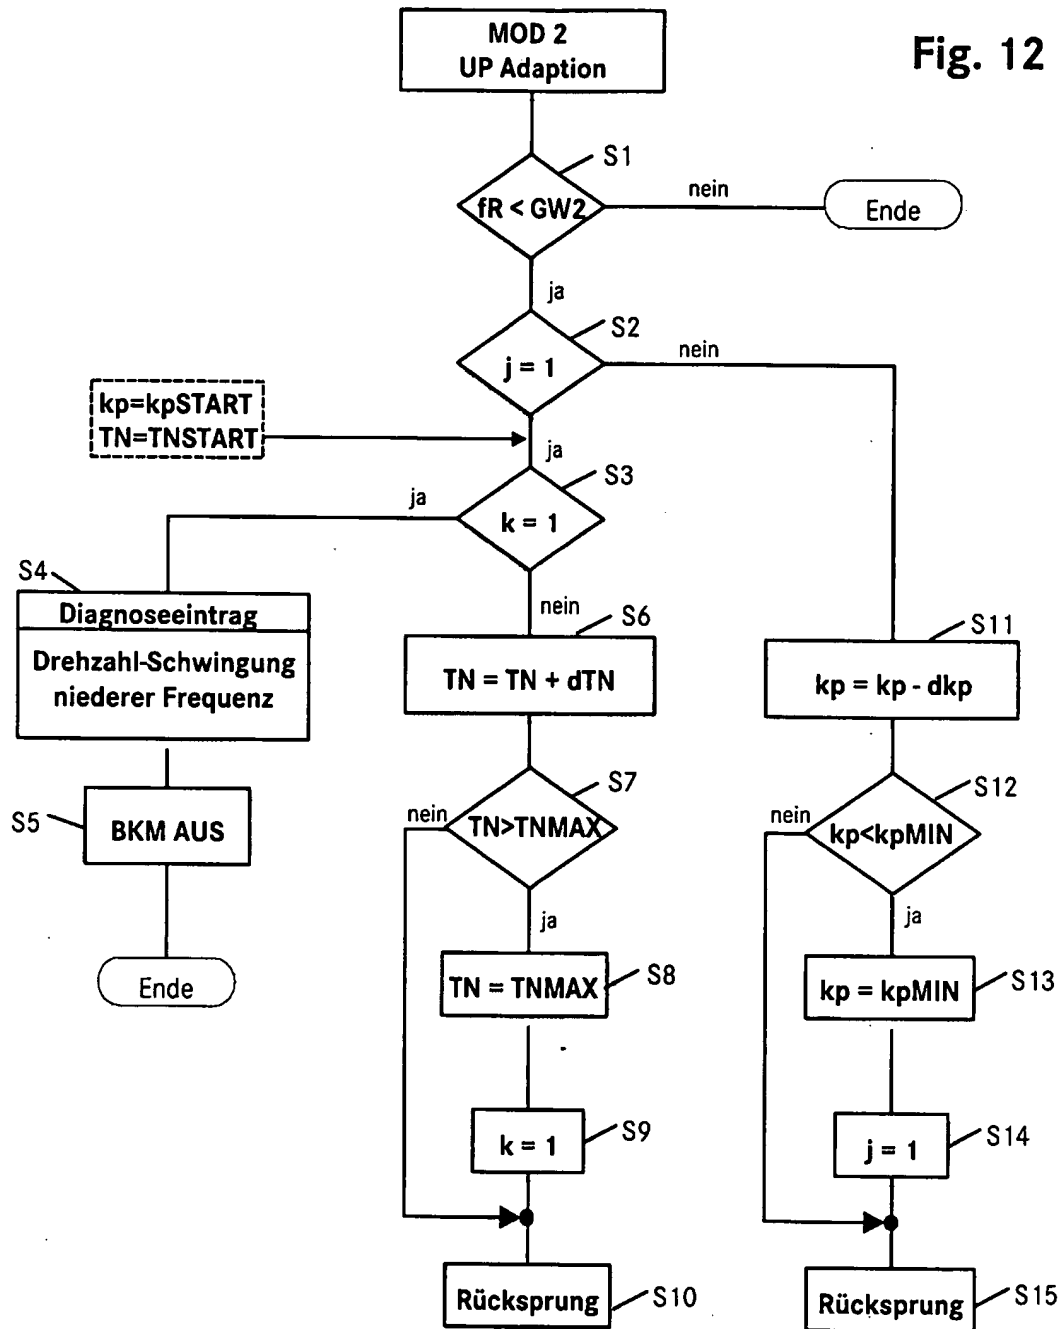 MOD 2
UP Adaption
Fig. 12
S1
fR < GW2
nein
Ende
ja
S2
j = 1
nein
kp=kpSTART
TN=TNSTART
ja
S3
k = 1
ja
nein
S4
Diagnoseeintrag
Drehzahl-Schwingung
niederer Frequenz
S5
BKM AUS
Ende
S6
TN = TN + dTN
S7
nein
TN>TNMAX
ja
TN = TNMAX
S8
k = 1
S9
Rücksprung
S10
S11
kp = kp - dkp
S12
nein
kp<kpMIN
ja
kp = kpMIN
S13
j = 1
S14
Rücksprung
S15